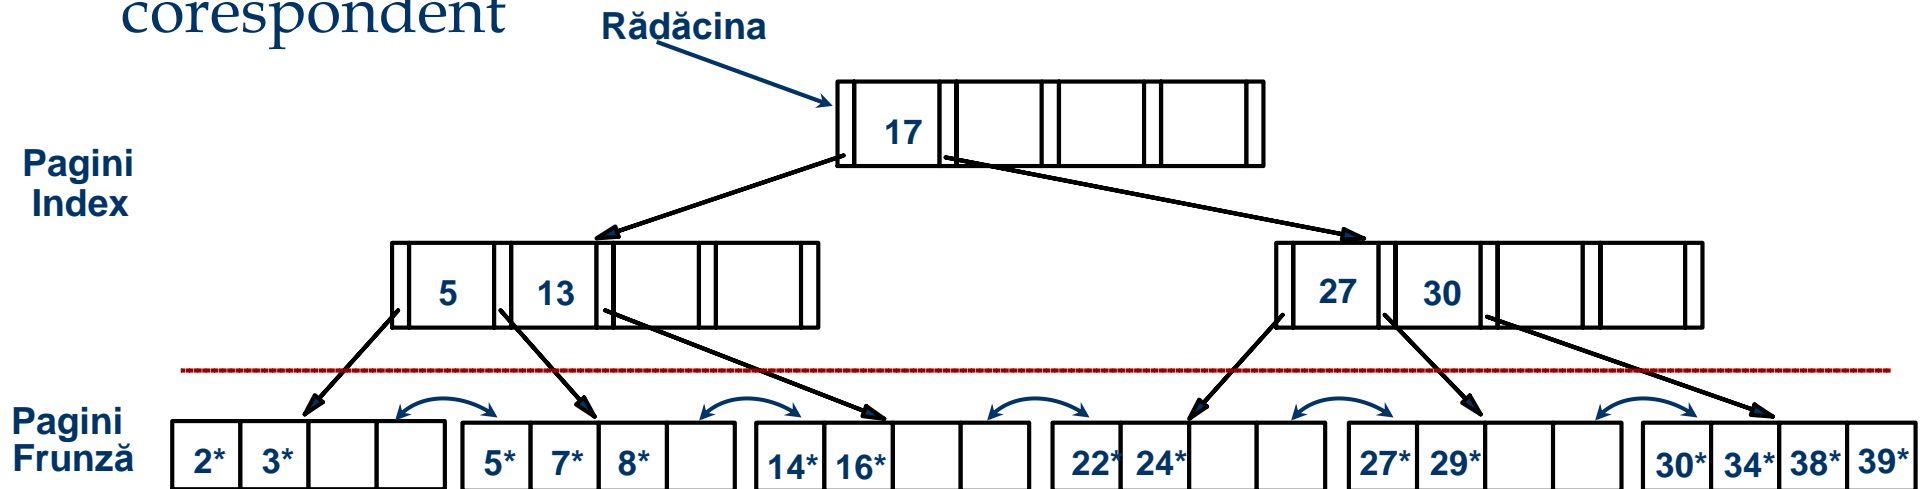 corespondent
Rădăcina
17
Pagini
Index
5 13
27 30
Pagini
Frunză
2* 3*
5* 7* 8*
14* 16*
22* 24*
27* 29*
30* 34* 38* 39*